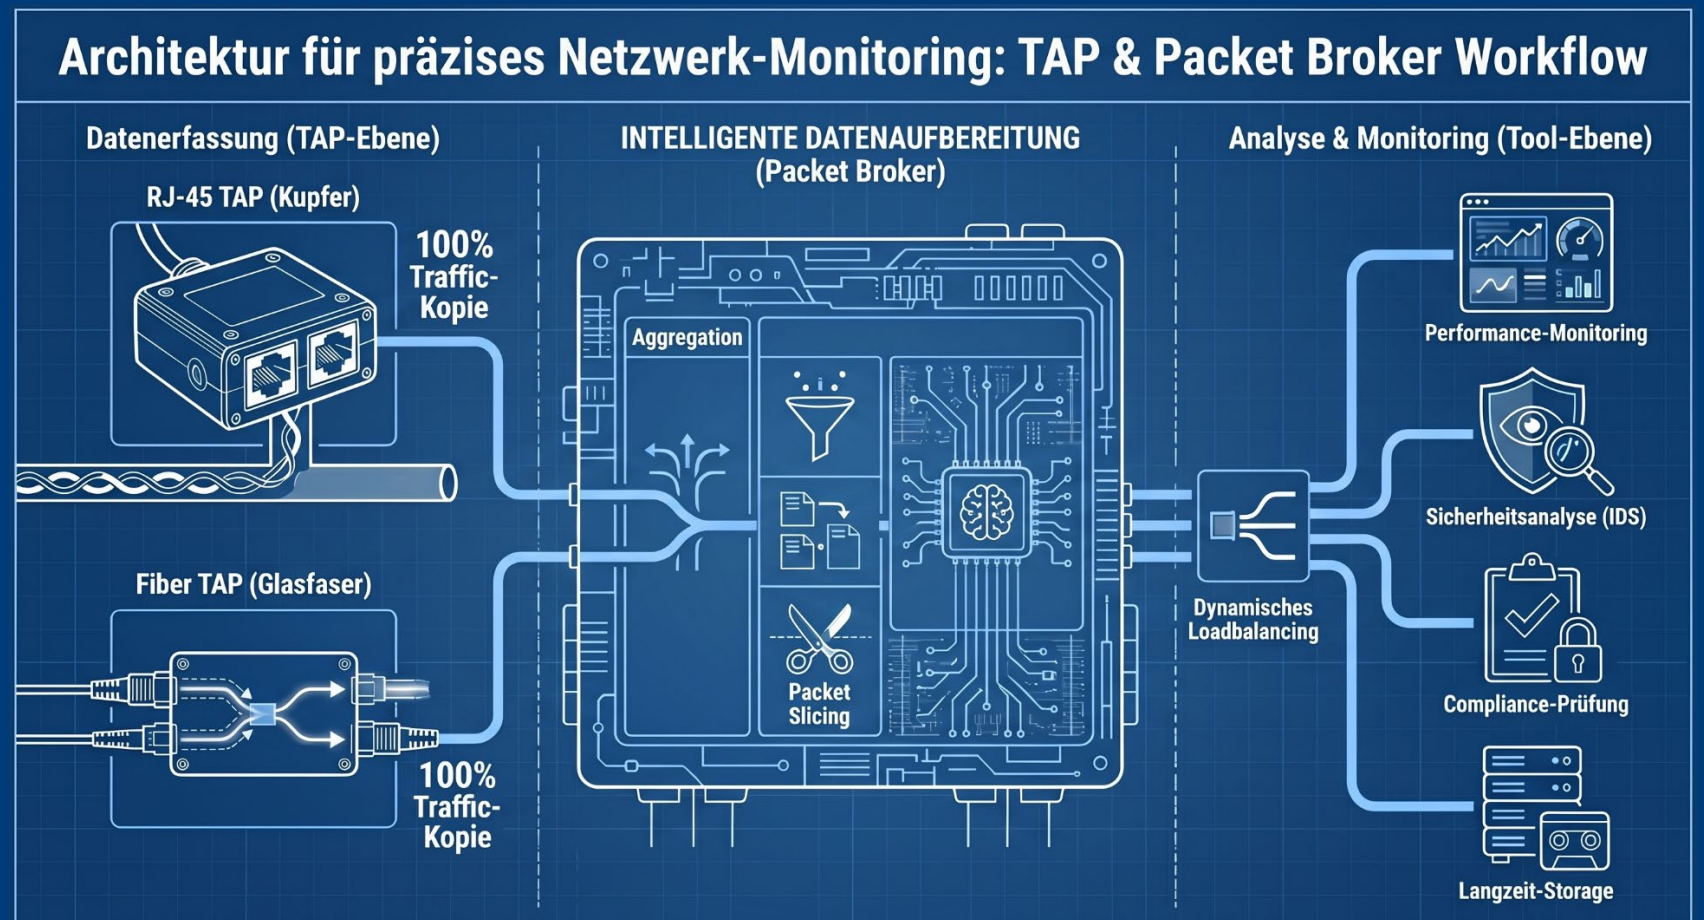 Architektur für präzises Netzwerk-Monitoring: TAP & Packet Broker Workflow
Datenerfassung (TAP-Ebene)
RJ-45 TAP (Kupfer)
100%
Traffic-
Kopie
Fiber TAP (Glasfaser)
100%
Traffic-
Kopie
INTELLIGENTE DATENAUFBEREITUNG
(Packet Broker)
Aggregation
Packet
Slicing
Dynamisches
Loadbalancing
Analyse & Monitoring (Tool-Ebene)
Performance-Monitoring
Sicherheitsanalyse (IDS)
Compliance-Prüfung
Langzeit-Storage